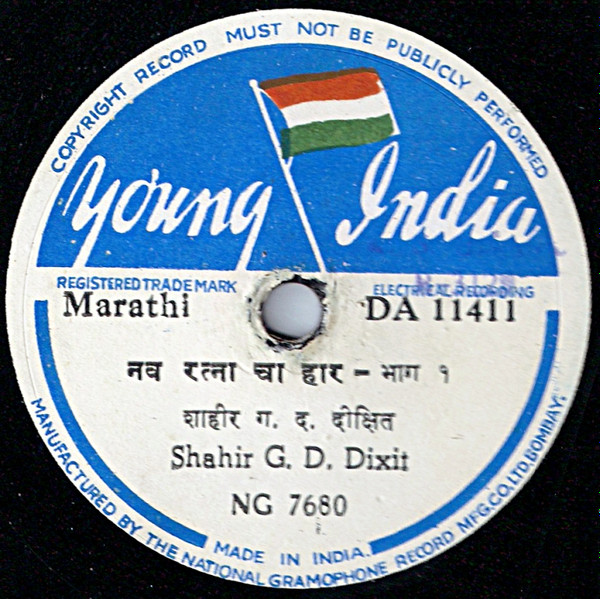 COPYRIGHT RECORD MUST NOT BE PUBLICLY PERFORMED
Young India
REGISTERED TRADE MARK ELECTRICAL RECORDING
Marathi DA 11411
नव रत्ना चा हार - भाग १
शाहीर ग. द. दीक्षित
Shahir G. D. Dixit
NG 7680
MADE IN INDIA.
MANUFACTURED BY THE NATIONAL GRAMOPHONE RECORD MFG.CO.LTD.BOMBAY.